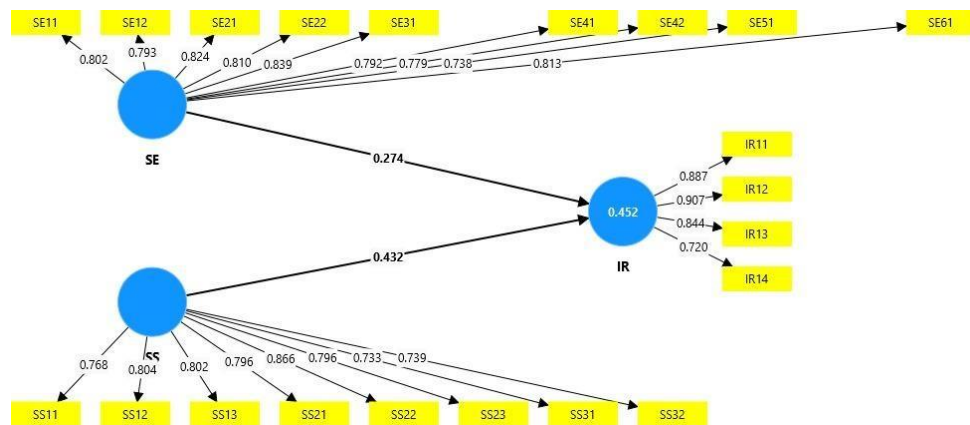 SE11 SE12 SE21 SE22 SE31 SE41 SE42 SE51 SE61
0.802 0.793 0.824 0.810 0.839 0.792 0.779 0.738 0.813
SE
0.274
IR11
0.887
IR12
0.907
0.452
0.844
IR13
0.720
IR
IR14
0.432
SS
0.768 0.804 0.802 0.796 0.866 0.796 0.733 0.739
SS11 SS12 SS13 SS21 SS22 SS23 SS31 SS32